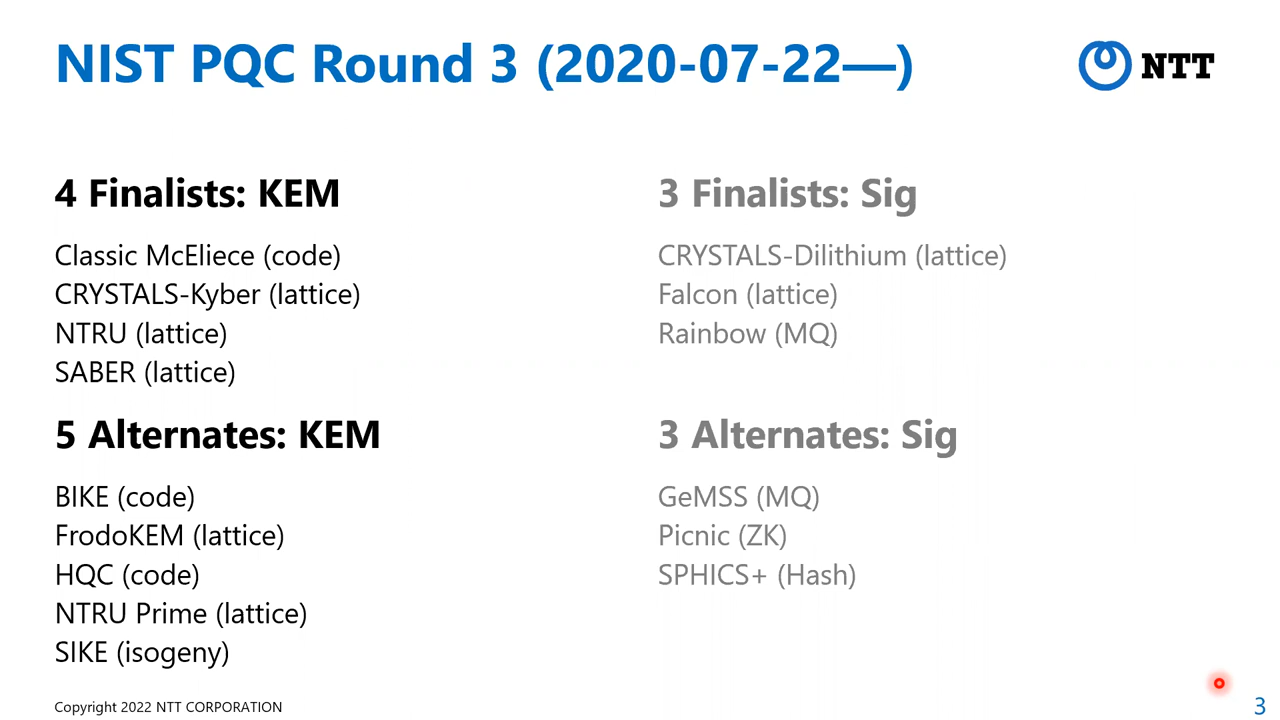 NIST PQC Round 3 (2020-07-22—)
NTT
4 Finalists: KEM
Classic McEliece (code)
CRYSTALS-Kyber (lattice)
NTRU (lattice)
SABER (lattice)
5 Alternates: KEM
BIKE (code)
FrodoKEM (lattice)
HQC (code)
NTRU Prime (lattice)
SIKE (isogeny)
3 Finalists: Sig
CRYSTALS-Dilithium (lattice)
Falcon (lattice)
Rainbow (MQ)
3 Alternates: Sig
GeMSS (MQ)
Picnic (ZK)
SPHICS+ (Hash)
Copyright 2022 NTT CORPORATION
3